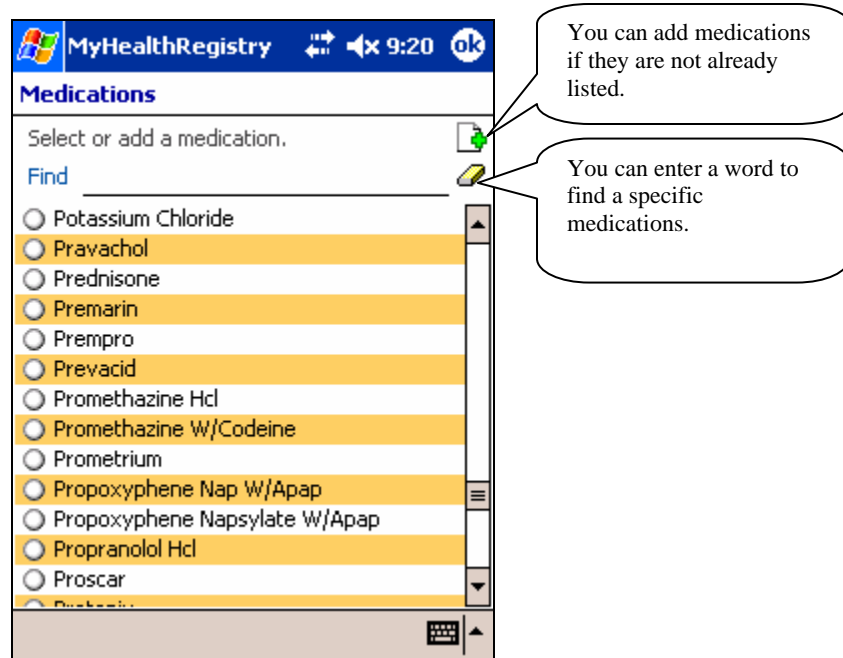 MyHealthRegistry 9:20 ok
Medications
Select or add a medication.
Find
Potassium Chloride
Pravachol
Prednisone
Premarin
Prempro
Prevacid
Promethazine Hcl
Promethazine W/Codeine
Prometrium
Propoxyphene Nap W/Apap
Propoxyphene Napsylate W/Apap
Propranolol Hcl
Proscar
You can add medications
if they are not already
listed.
You can enter a word to
find a specific
medications.